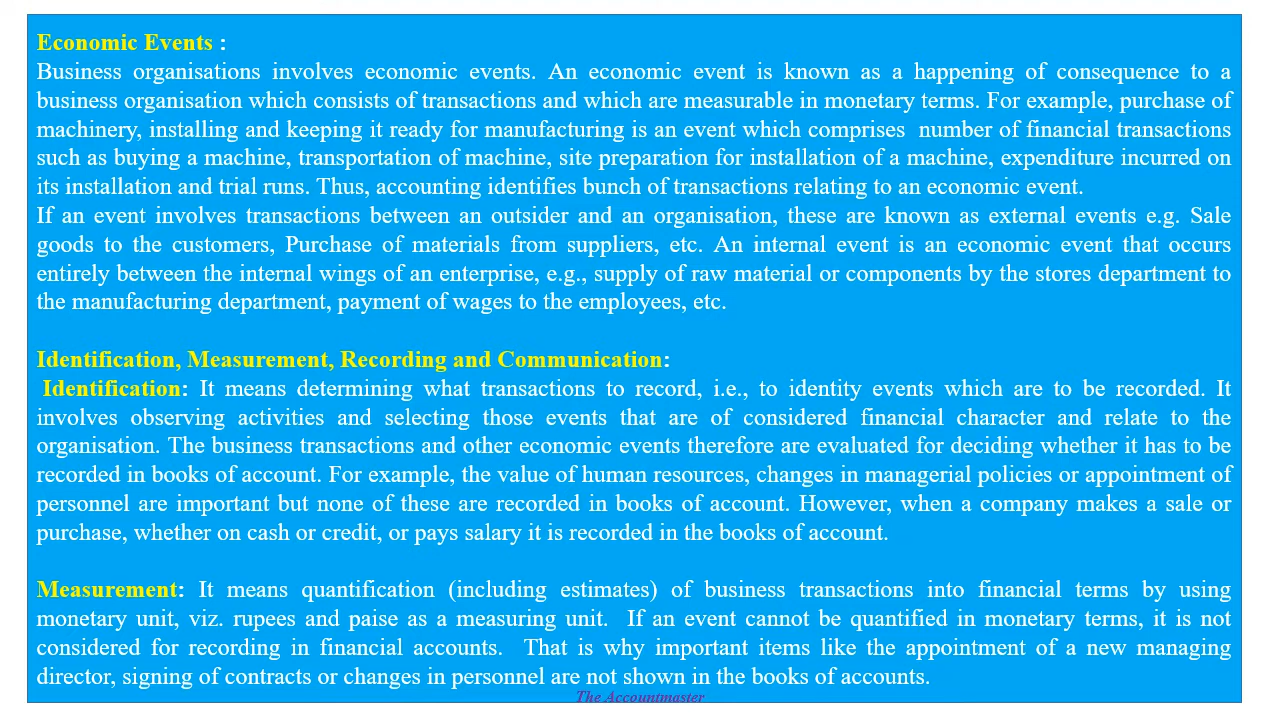 Economic Events :
Business organisations involves economic events. An economic event is known as a happening of consequence to a
business organisation which consists of transactions and which are measurable in monetary terms. For example, purchase of
machinery, installing and keeping it ready for manufacturing is an event which comprises number of financial transactions
such as buying a machine, transportation of machine, site preparation for installation of a machine, expenditure incurred on
its installation and trial runs. Thus, accounting identifies bunch of transactions relating to an economic event.
If an event involves transactions between an outsider and an organisation, these are known as external events e.g. Sale
goods to the customers, Purchase of materials from suppliers, etc. An internal event is an economic event that occurs
entirely between the internal wings of an enterprise, e.g., supply of raw material or components by the stores department to
the manufacturing department, payment of wages to the employees, etc.
Identification, Measurement, Recording and Communication:
Identification: It means determining what transactions to record, i.e., to identity events which are to be recorded. It
involves observing activities and selecting those events that are of considered financial character and relate to the
organisation. The business transactions and other economic events therefore are evaluated for deciding whether it has to be
recorded in books of account. For example, the value of human resources, changes in managerial policies or appointment of
personnel are important but none of these are recorded in books of account. However, when a company makes a sale or
purchase, whether on cash or credit, or pays salary it is recorded in the books of account.
Measurement: It means quantification (including estimates) of business transactions into financial terms by using
monetary unit, viz. rupees and paise as a measuring unit. If an event cannot be quantified in monetary terms, it is not
considered for recording in financial accounts. That is why important items like the appointment of a new managing
director, signing of contracts or changes in personnel are not shown in the books of accounts.
The Accountmaster